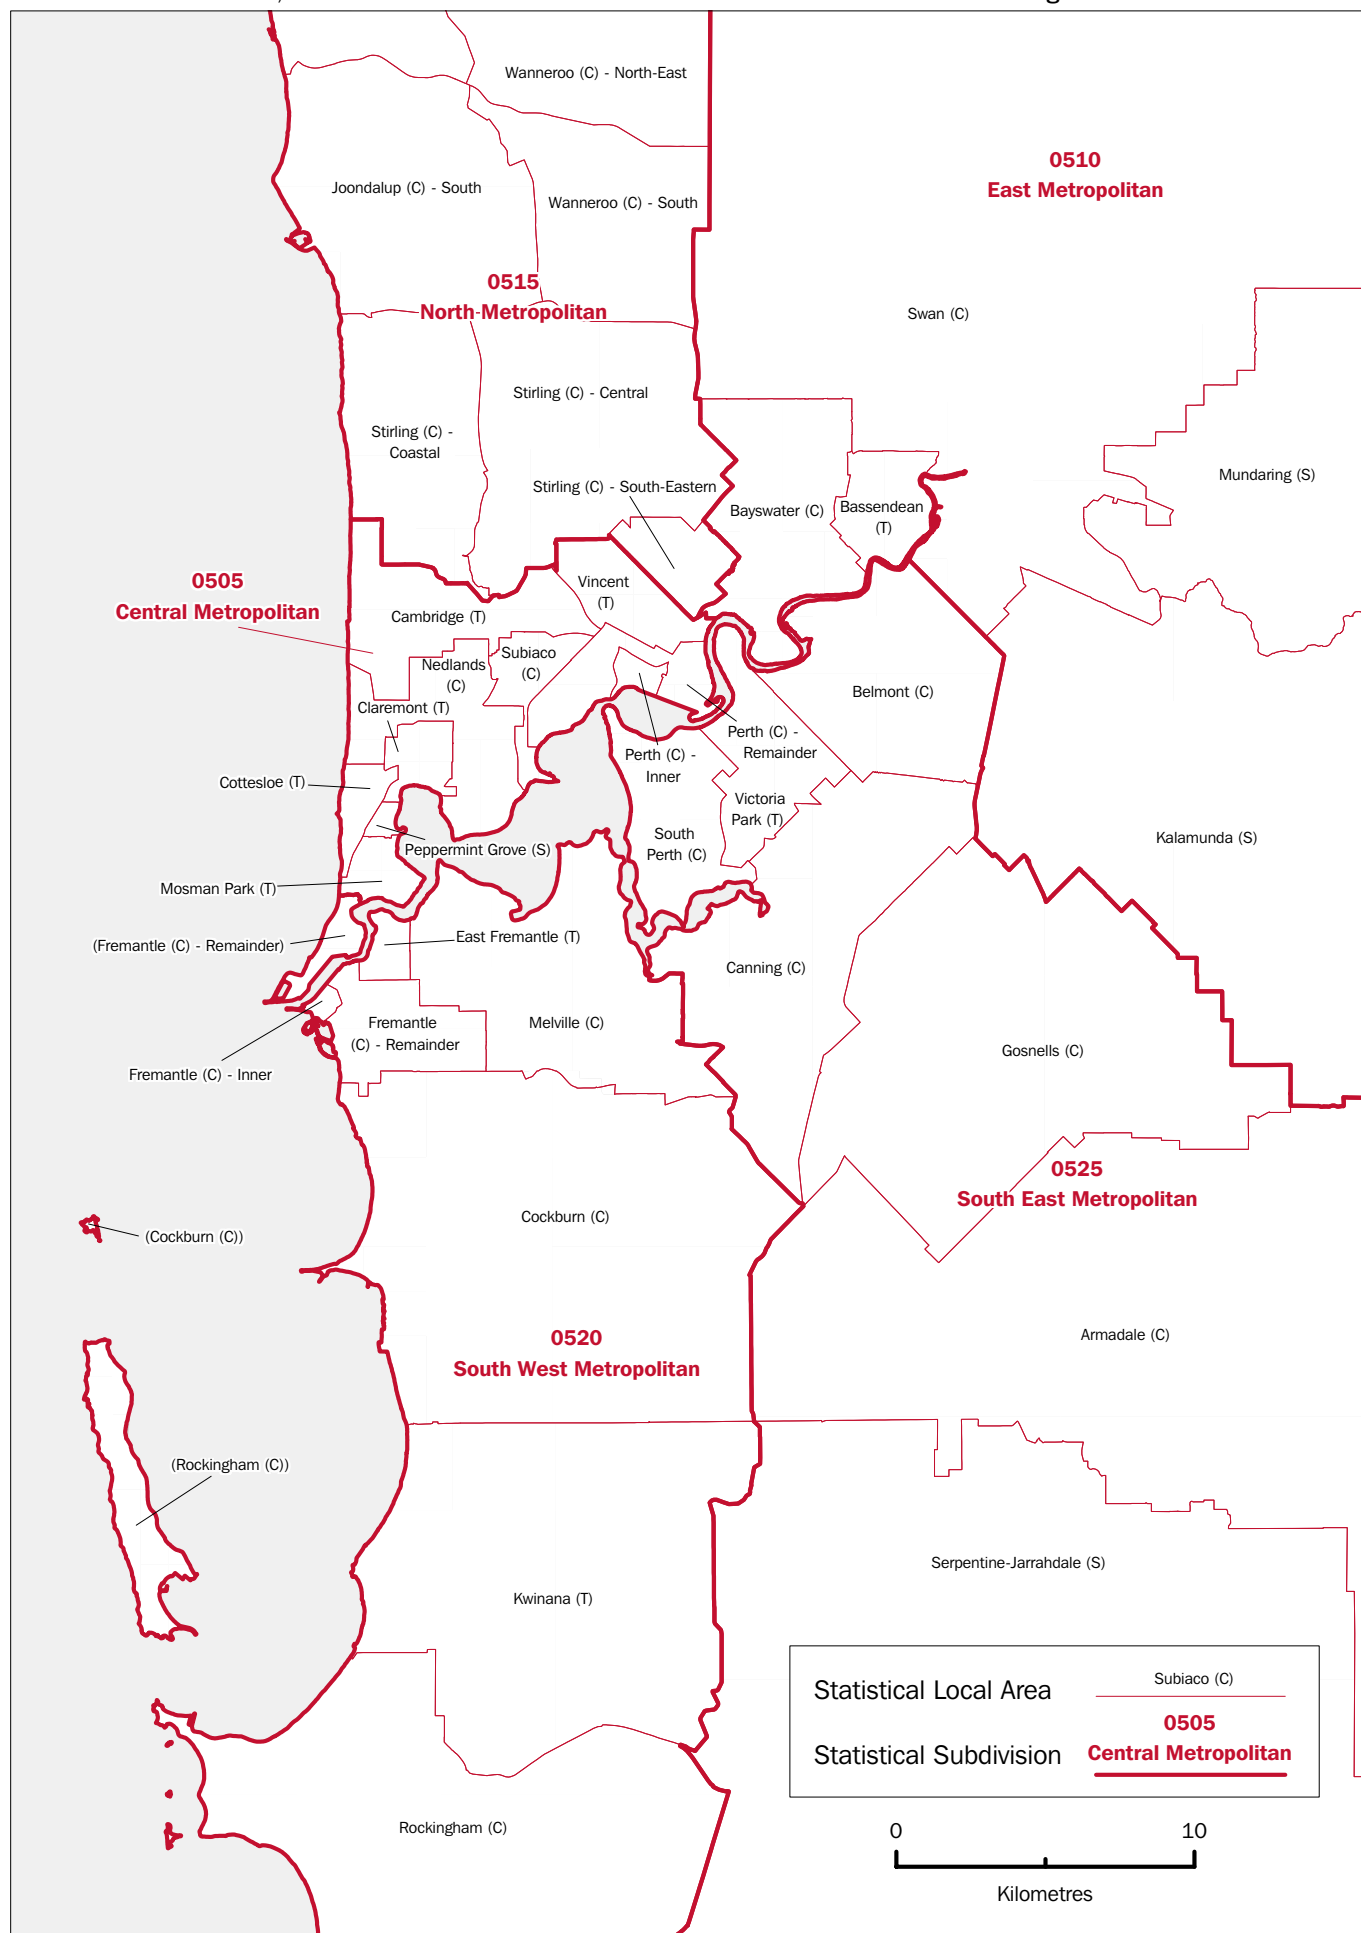 Wanneroo (C) - North-East
0510
East Metropolitan
Joondalup (C) - South
Wanneroo (C) - South
0515
North Metropolitan
Swan (C)
Stirling (C) - Central
Stirling (C) -
Coastal
Mundaring (S)
Stirling (C) - South-Eastern
Bayswater (C)
Bassendean
(T)
0505
Central Metropolitan
Vincent
(T)
Cambridge (T)
Subiaco
(C)
Nedlands
(C)
Belmont (C)
Claremont (T)
Perth (C) -
Remainder
Perth (C) -
Inner
Cottesloe (T)
Victoria
Park (T)
South
Perth (C)
Kalamunda (S)
Peppermint Grove (S)
Mosman Park (T)
East Fremantle (T)
(Fremantle (C) - Remainder)
Canning (C)
Fremantle
(C) - Remainder
Melville (C)
Gosnells (C)
Fremantle (C) - Inner
0525
South East Metropolitan
Cockburn (C)
(Cockburn (C))
0520
South West Metropolitan
Armadale (C)
(Rockingham (C))
Serpentine-Jarrahdale (S)
Kwinana (T)
Statistical Local Area
Subiaco (C)
0505
Statistical Subdivision
Central Metropolitan
Rockingham (C)
0 10
Kilometres